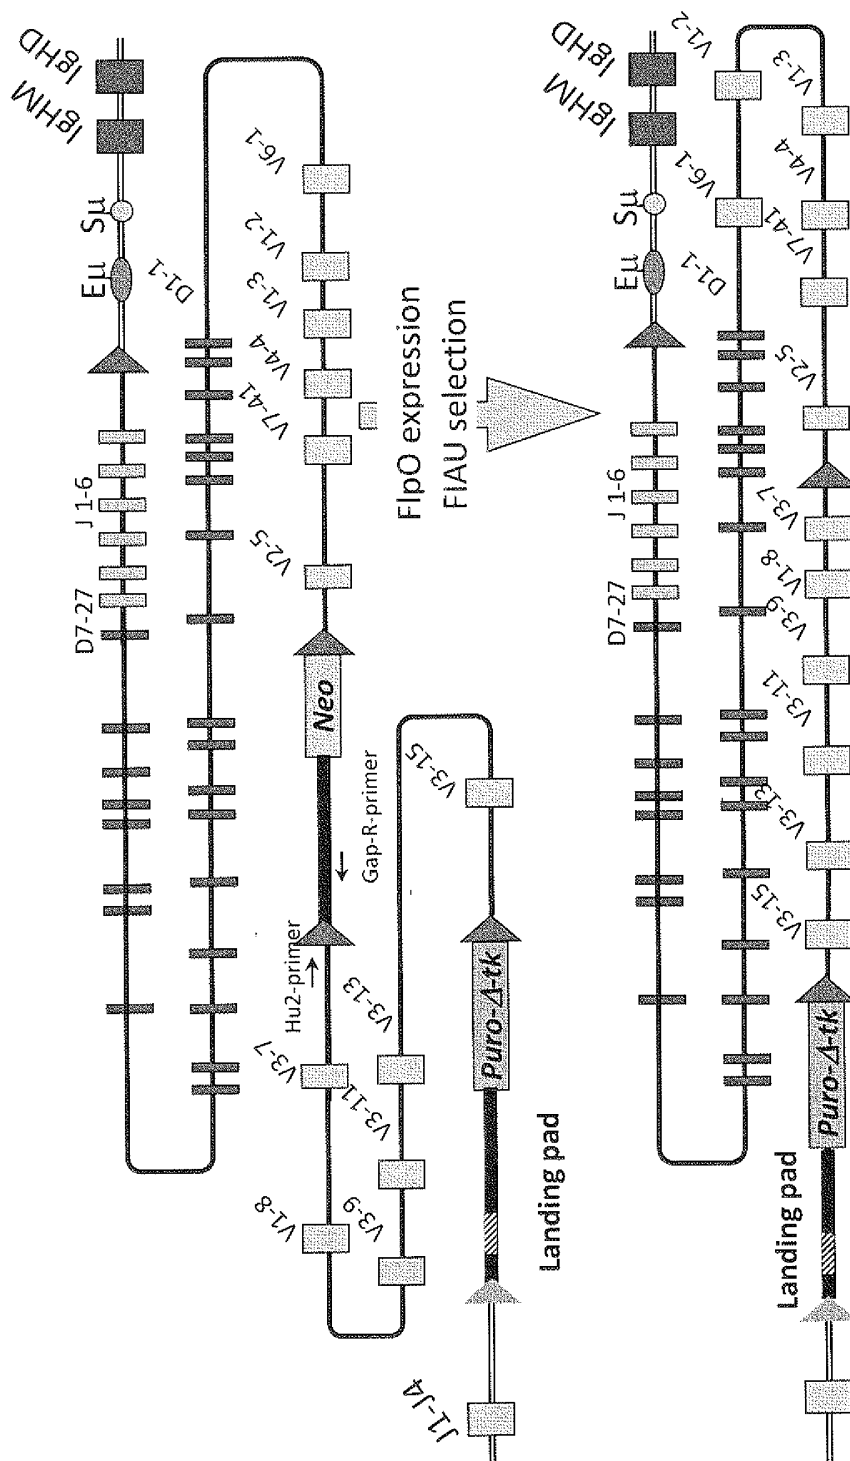 IgHD
IgHM
Sµ
Eµ
J 1-6
D7-27
D1-1
V6-1
V1-2
V1-3
V4-4
V7-41
V2-5
Neo
Gap-R-primer
Hu2-primer
V3-7
V1-8
V3-9
V3-11
V3-13
V3-15
Puro-Δ-tk
Landing pad
J1-J4
FlpO expression
FIAU selection
IgHD
IgHM
Sµ
Eµ
J 1-6
D7-27
D1-1
V6-1
V1-2
V1-3
V4-4
V7-41
V2-5
V3-7
V1-8
V3-9
V3-11
V3-13
V3-15
Puro-Δ-tk
Landing pad